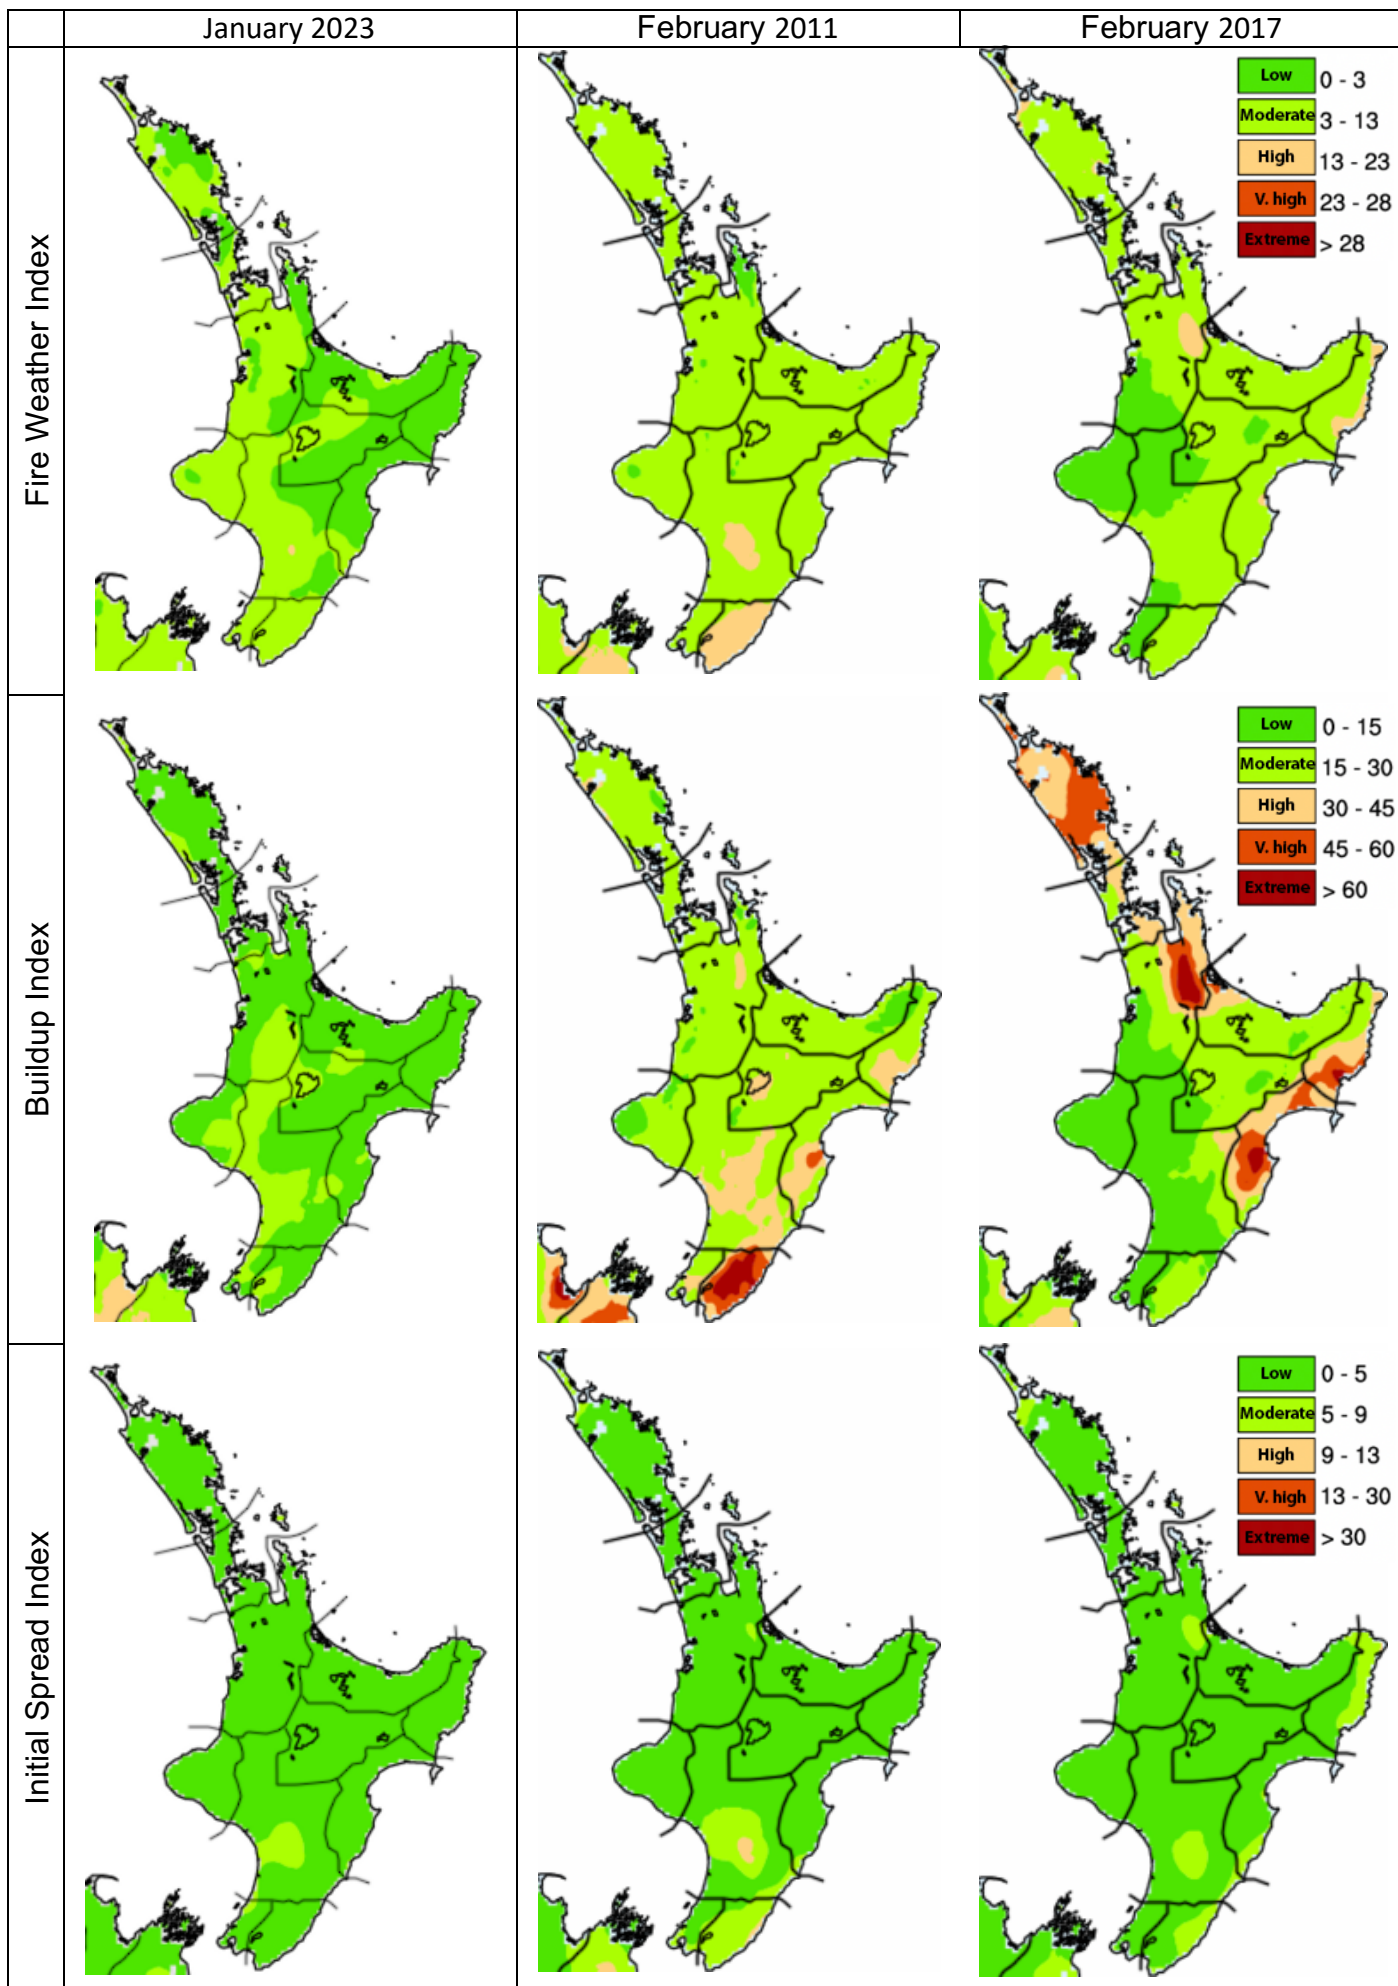 January 2023
February 2011
February 2017
Fire Weather Index
Low 0 - 3
Moderate 3 - 13
High 13 - 23
V. high 23 - 28
Extreme > 28
Buildup Index
Low 0 - 15
Moderate 15 - 30
High 30 - 45
V. high 45 - 60
Extreme > 60
Initial Spread Index
Low 0 - 5
Moderate 5 - 9
High 9 - 13
V. high 13 - 30
Extreme > 30